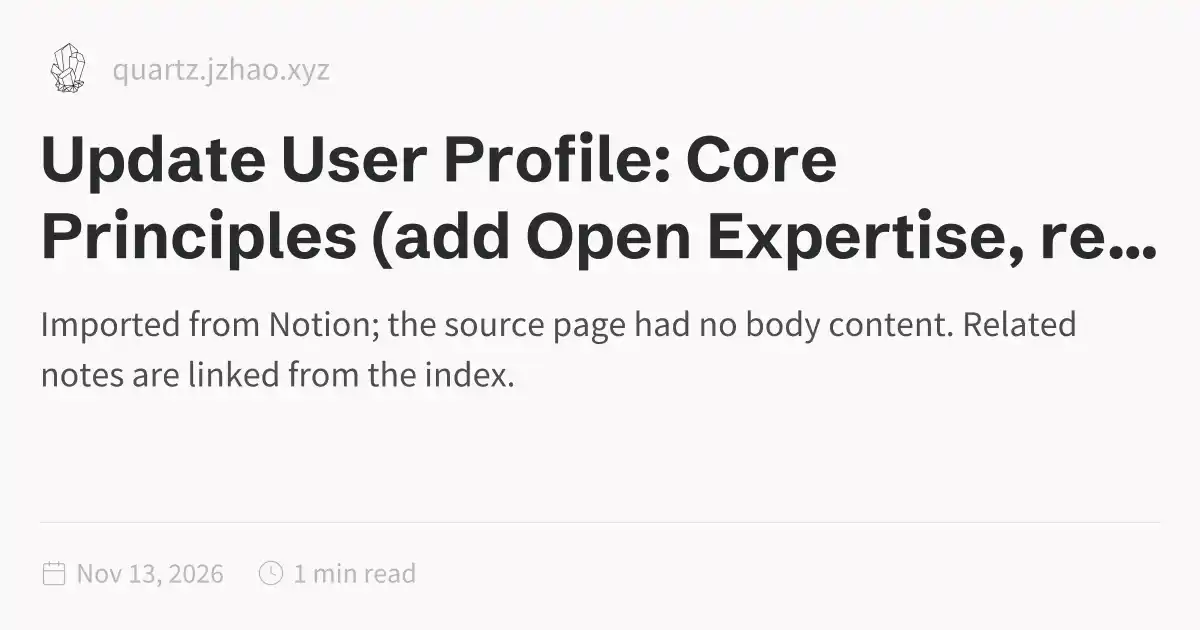 quartz.jzhao.xyz
Update User Profile: Core
Principles (add Open Expertise, re...
Imported from Notion; the source page had no body content. Related
notes are linked from the index.
Nov 13, 2026 1 min read